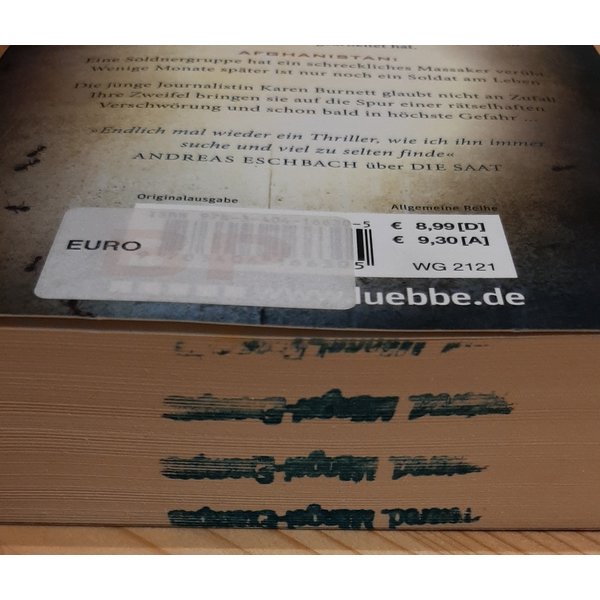 hat.
AFGHANISTAN:
Eine Söldnergruppe hat ein schreckliches Massaker verübt.
Wenige Monate später ist nur noch ein Soldat am Leben
Die junge Journalistin Karen Burnett glaubt nicht an Zufall
Ihre Zweifel bringen sie auf die Spur einer rätselhaften
Verschwörung und schon bald in höchste Gefahr ...
»Endlich mal wieder ein Thriller, wie ich ihn immer
suche und viel zu selten finde«
ANDREAS ESCHBACH über DIE SAAT
Originalausgabe
Allgemeine Reihe
€ 8,99 [D]
€ 9,30 [A]
EURO
WG 2121
luebbe.de
Mängel-Exempl